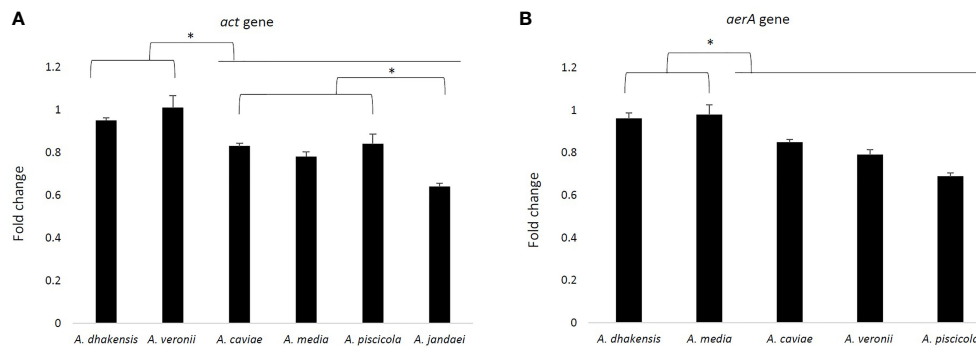 A
act gene
*
*
Fold change
1.2
1
0.8
0.6
0.4
0.2
0
A. dhakensis A. veronii A. caviae A. media A. piscicola A. jandaei
B
aerA gene
*
Fold change
1.2
1
0.8
0.6
0.4
0.2
0
A. dhakensis A. media A. caviae A. veronii A. piscicola